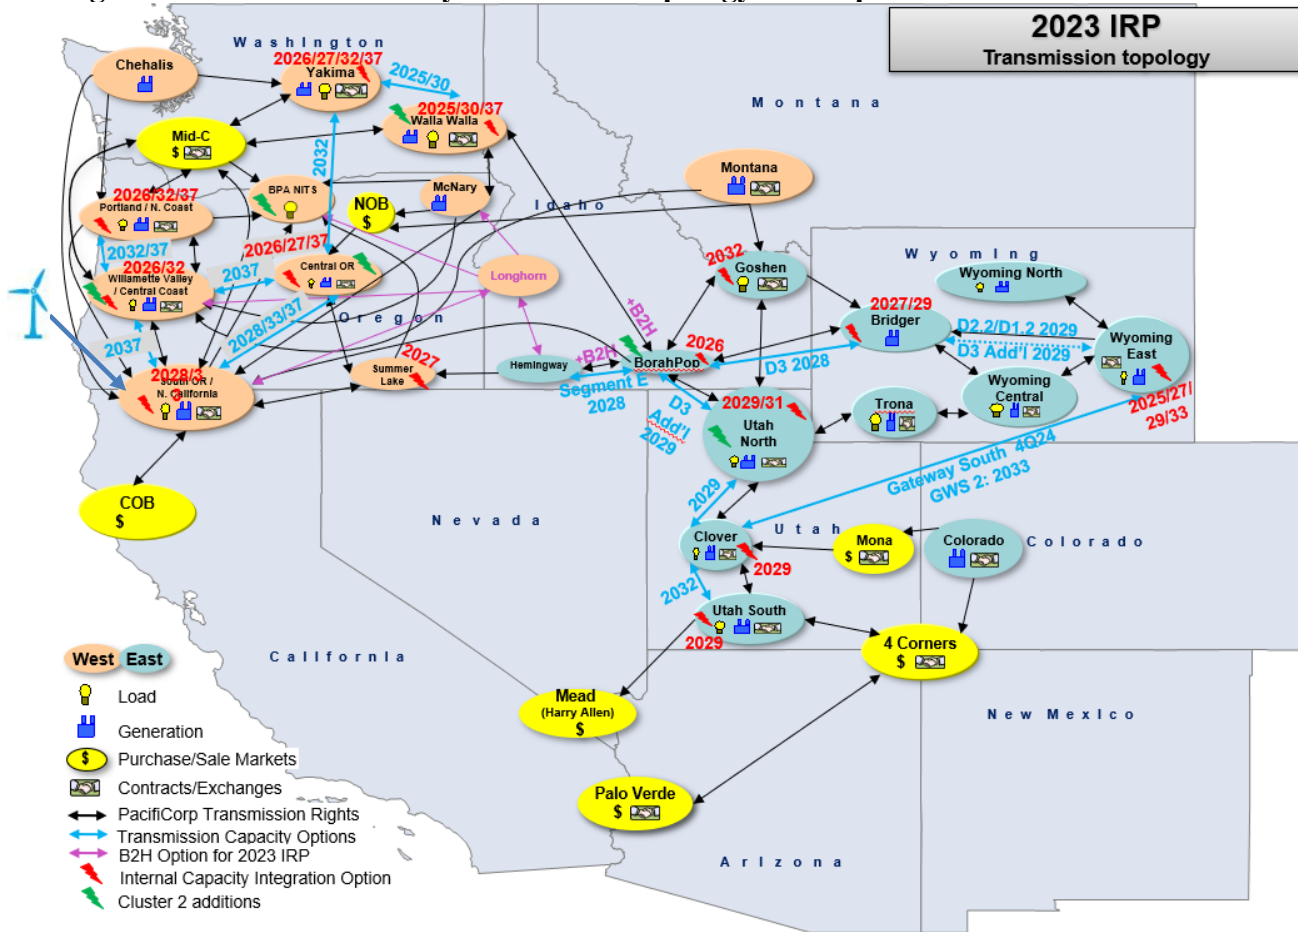 2023 IRP
Transmission topology
Washington
Chehalis
2026/27/32/37
Yakima
2025/30
2025/30/37
Walla Walla
Montana
Mid-C
$
2032
Montana
BPA NITS
McNary
NOB
$
Idaho
2026/32/37
Portland / N. Coast
2032/37
2026/32
Willamette Valley
/ Central Coast
2026/27/37
Central OR
2037
Longhorn
2032
Goshen
Wyoming
Wyoming North
2028/33/37
Oregon
+B2H
2027/29
Bridger
D2.2/D1.2 2029
D3 Add'l 2029
Wyoming
East
2037
2028/3
3
South OR /
N. California
2027
Summer
Lake
Hemingway
+B2H
BorahPop
2026
D3 2028
Segment E
2028
D3
Add'l
2029
Wyoming
Central
2025/27/
29/33
2029/31
Utah
North
Trona
Gateway South 4Q24
GWS 2: 2033
COB
$
Nevada
2029
Clover
Utah
Mona
$
Colorado
Colorado
2029
2032
Utah South
2029
4 Corners
$
California
Mead
(Harry Allen)
$
New Mexico
Palo Verde
$
Arizona
West East
Load
Generation
$ Purchase/Sale Markets
Contracts/Exchanges
PacifiCorp Transmission Rights
Transmission Capacity Options
B2H Option for 2023 IRP
Internal Capacity Integration Option
Cluster 2 additions